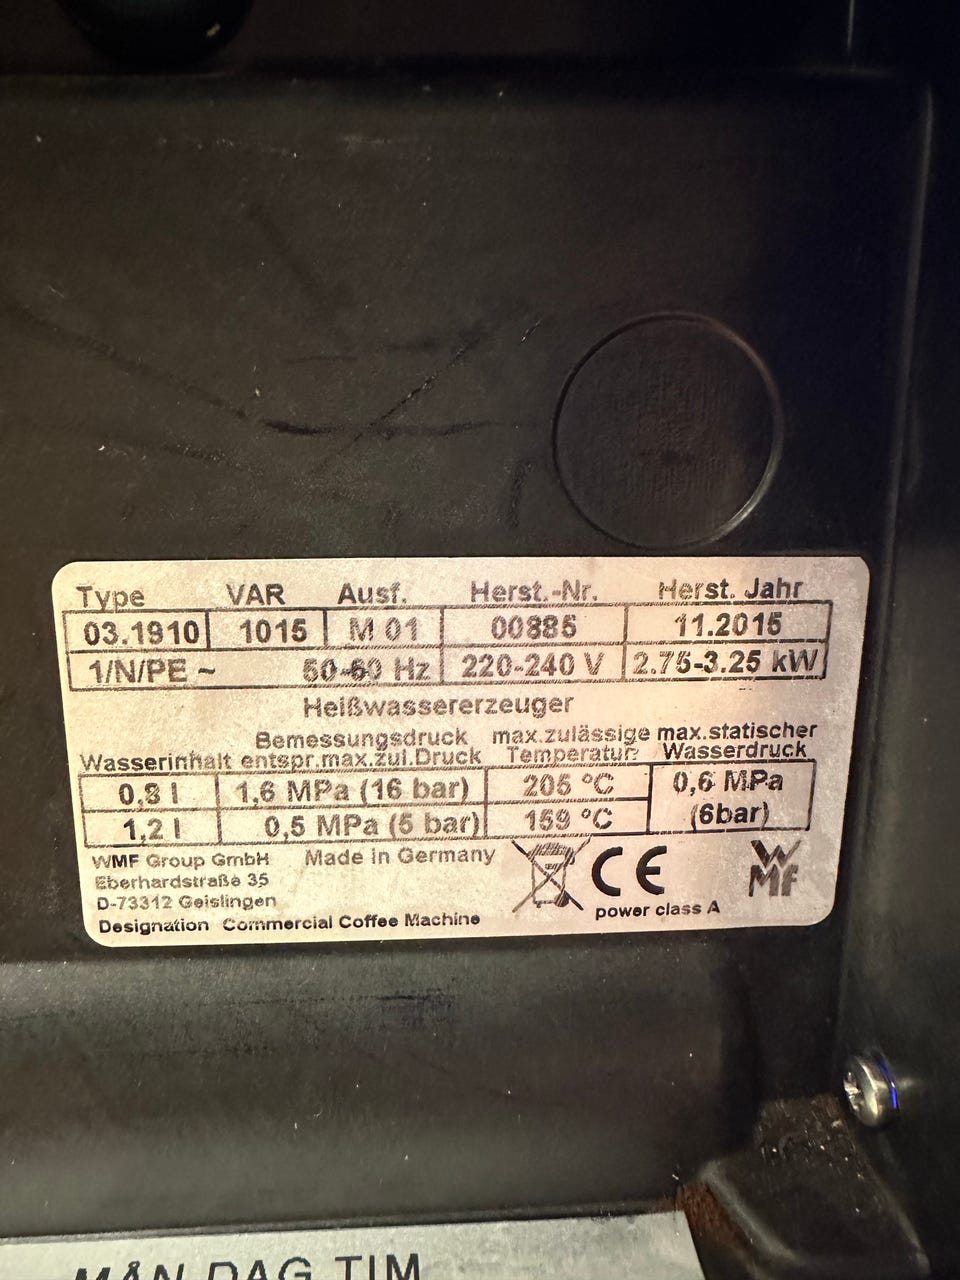 Type VAR Ausf. Herst.-Nr. Herst. Jahr
03.1910 1015 M 01 00885 11.2015
1/N/PE ~ 50-60 Hz 220-240 V 2.75-3.25 kW
Heißwassererzeuger
Wasserinhalt Bemessungsdruck entspr.max.zul.Druck max.zulässige Temperatur: max.statischer Wasserdruck
0,8 l 1,6 MPa (16 bar) 205 °C 0,6 MPa
1,2 l 0,5 MPa (5 bar) 159 °C (6bar)
WMF Group GmbH Made in Germany
Eberhardstraße 35
D-73312 Geislingen
Designation Commercial Coffee Machine
CE
power class A
WMF
MÅN DAG TIM